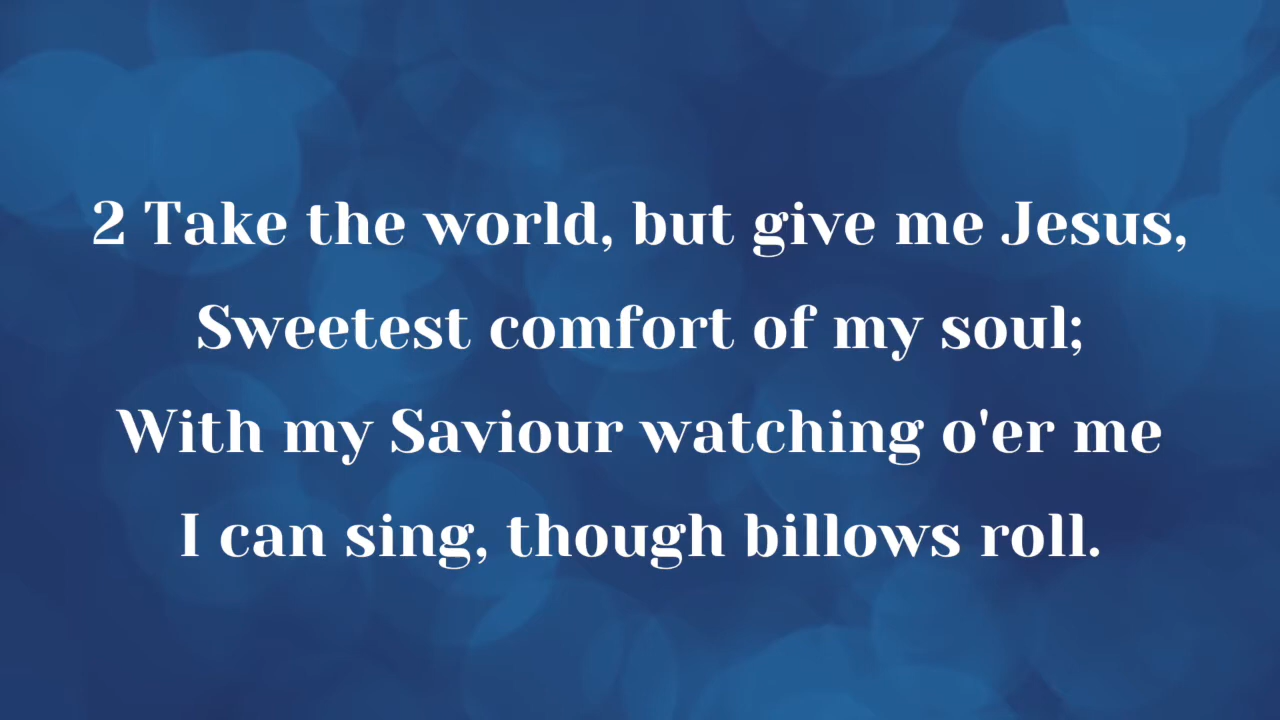 2 Take the world, but give me Jesus,
Sweetest comfort of my soul;
With my Saviour watching o'er me
I can sing, though billows roll.